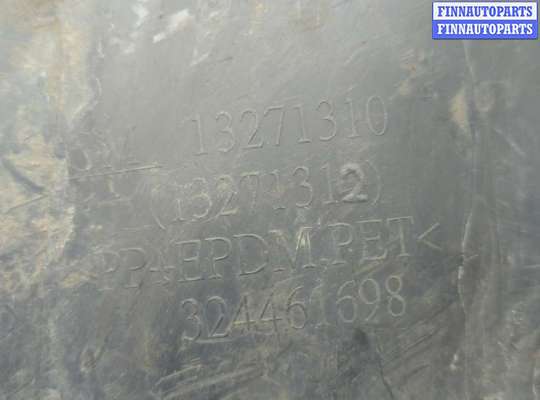 FINNAUTOPARTS
FINNAUTOPARTS
GM 13271310
(13271312)
>PP+EPDM.PET<
324461698